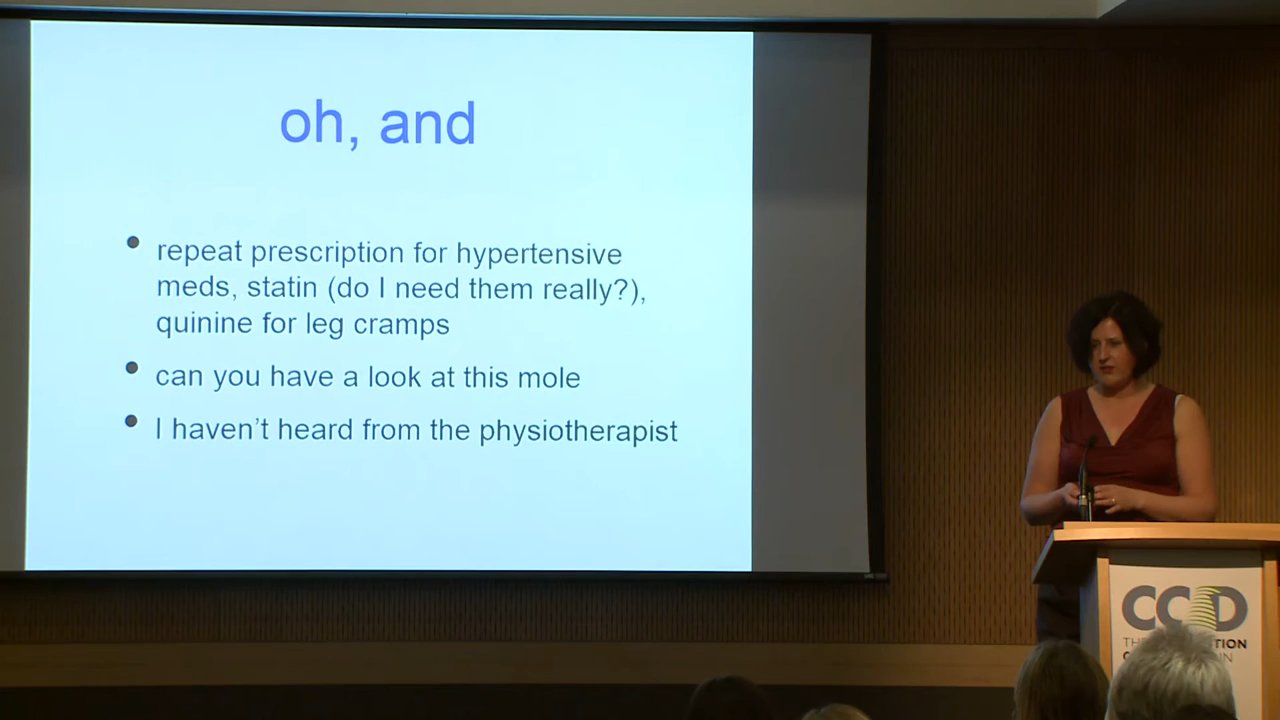 oh, and
repeat prescription for hypertensive
meds, statin (do I need them really?),
quinine for leg cramps
can you have a look at this mole
I haven’t heard from the physiotherapist